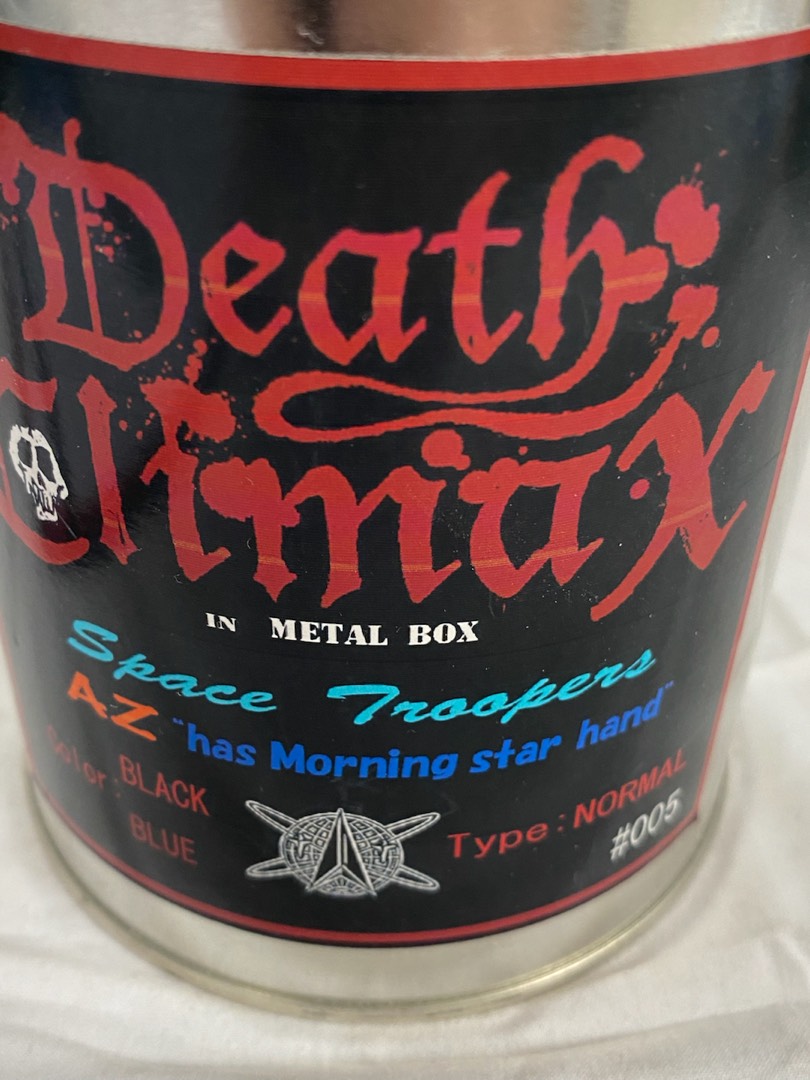 Death
Climax
IN METAL BOX
Space Troopers
AZ "has Morning star hand"
Color: BLACK
BLUE
Type:NORMAL
#005